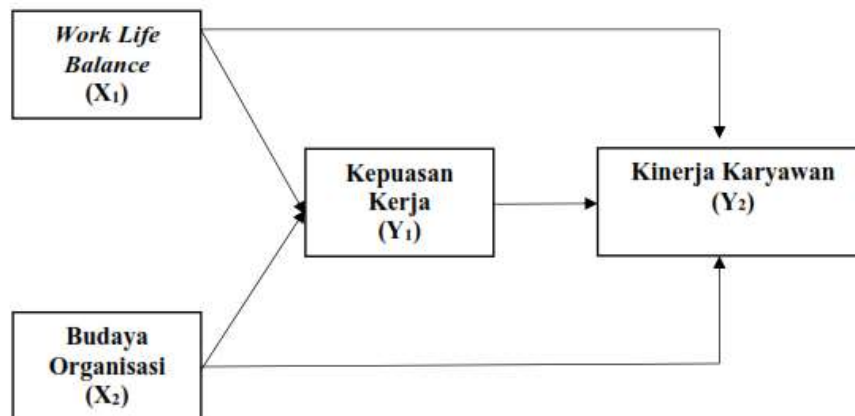 Work Life
Balance
(X₁)
Kepuasan
Kerja
(Y₁)
Kinerja Karyawan
(Y₂)
Budaya
Organisasi
(X₂)